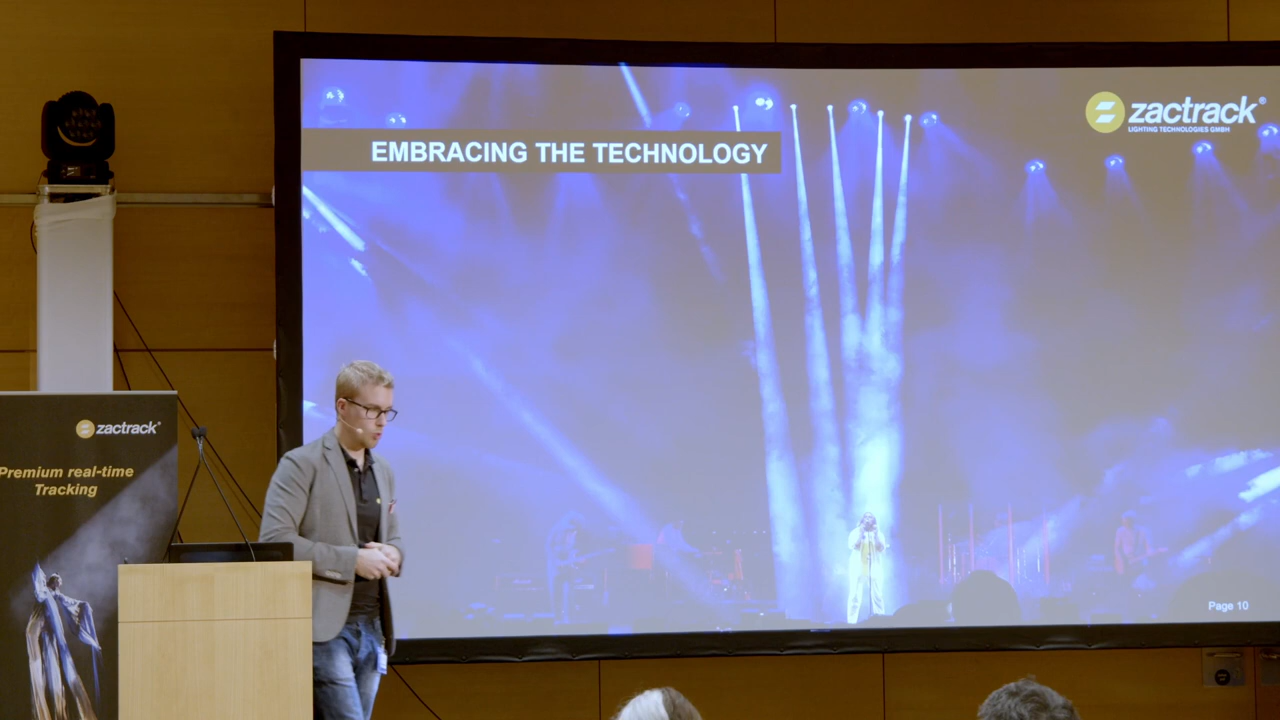 zactrack®
LIGHTING TECHNOLOGIES GMBH
EMBRACING THE TECHNOLOGY
zactrack®
Premium real-time
Tracking
Page 10